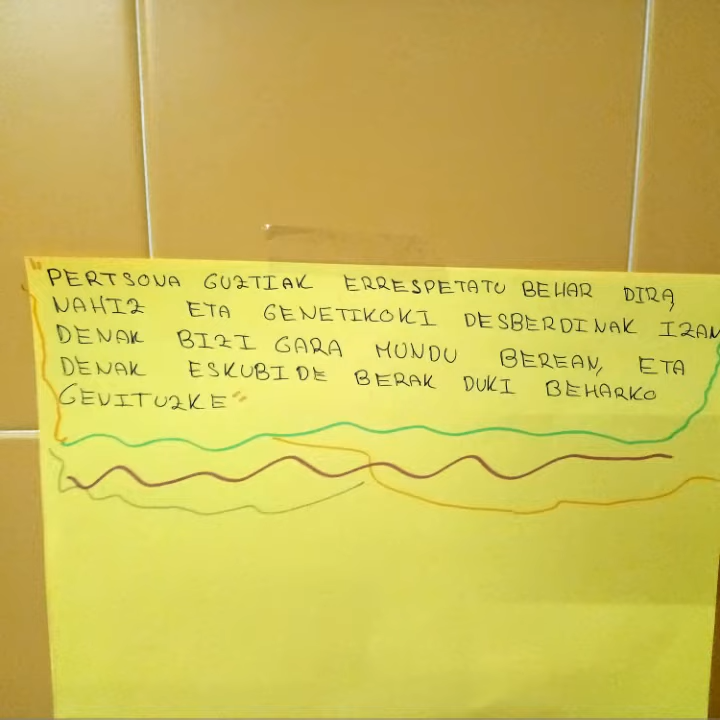 "PERTSONA GUZTIAK ERRESPETATU BEHAR DIRA,
NAHIZ ETA GENETIKOKI DESBERDINAK IZAN
DENAK BIZI GARA MUNDU BEREAN, ETA
DENAK ESKUBIDE BERAK DUKI BEHARKO
GENITUZKE"